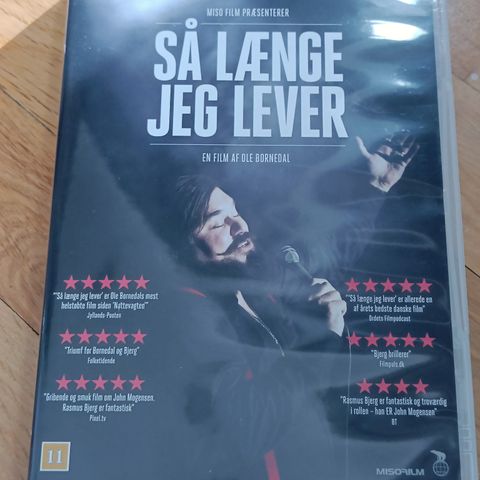 MISO FILM PRÆSENTERER
SÅ LÆNGE
JEG LEVER
EN FILM AF OLE BORNEDAL
"'Så længe jeg lever' er Ole Bornedals mest
helstøbte film siden 'Nattevagten'"
Jyllands-Posten
"Triumf for Bornedal og Bjerg"
Folketidende
"Gribende og smuk film om John Mogensen.
Rasmus Bjerg er fantastisk"
Pixel.tv
"'Så længe jeg lever' er allerede en
af årets bedste danske film"
Ordets Filmpodcast
"Bjerg brillerer"
Filmpuls.dk
"Rasmus Bjerg er fantastisk og troværdig
i rollen – han ER John Mogensen"
BT
11
MISOFILM